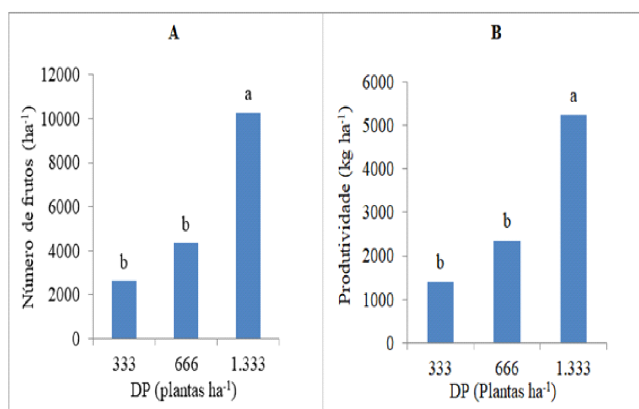 A
Número de frutos (ha⁻¹)
12000
10000
8000
6000
4000
2000
0
b
b
a
333
666
1.333
DP (plantas ha⁻¹)
B
Produtividade (kg ha⁻¹)
6000
5000
4000
3000
2000
1000
0
b
b
a
333
666
1.333
DP (Plantas ha⁻¹)